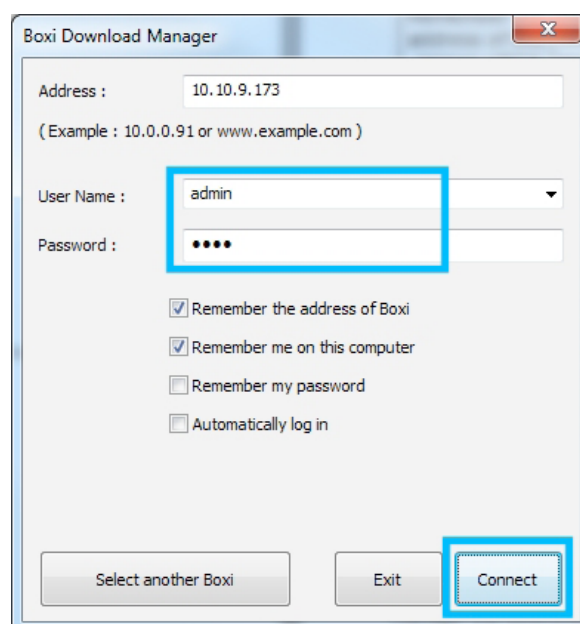 Boxi Download Manager
Address :
10.10.9.173
( Example : 10.0.0.91 or www.example.com )
User Name :
admin
Password :
••••
Remember the address of Boxi
Remember me on this computer
Remember my password
Automatically log in
Select another Boxi
Exit
Connect